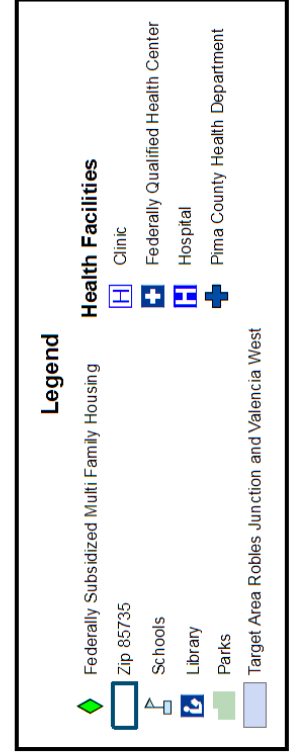 Legend
Federally Subsidized Multi Family Housing
Zip 85735
Schools
Library
Parks
Target Area Robles Junction and Valencia West
Health Facilities
H Clinic
Federally Qualified Health Center
H Hospital
Pima County Health Department